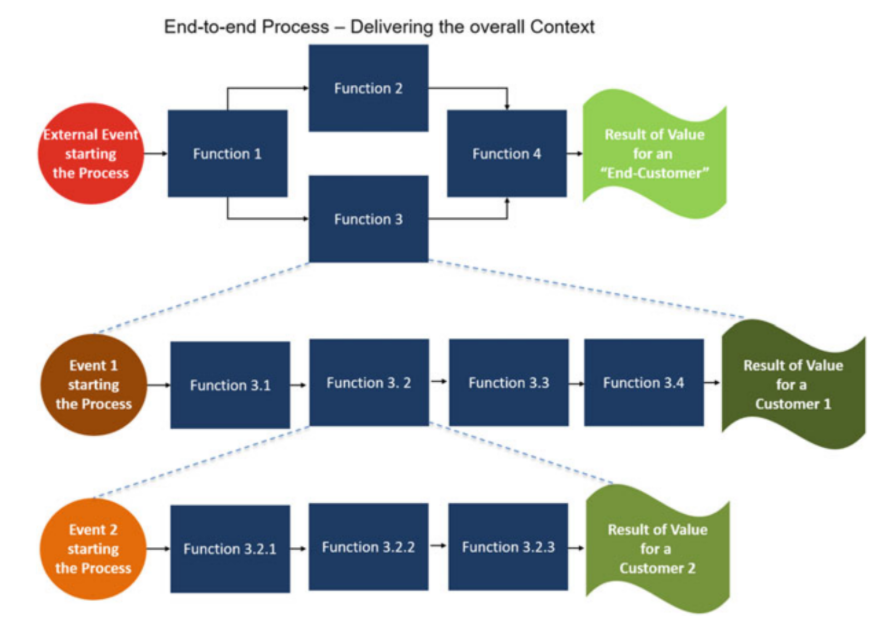 End-to-end Process – Delivering the overall Context
Function 2
External Event
starting
the Process
Function 1
Function 4
Result of Value
for an
“End-Customer”
Function 3
Event 1
starting
the Process
Function 3.1
Function 3. 2
Function 3.3
Function 3.4
Result of Value
for a
Customer 1
Event 2
starting
the Process
Function 3.2.1
Function 3.2.2
Function 3.2.3
Result of Value
for a
Customer 2